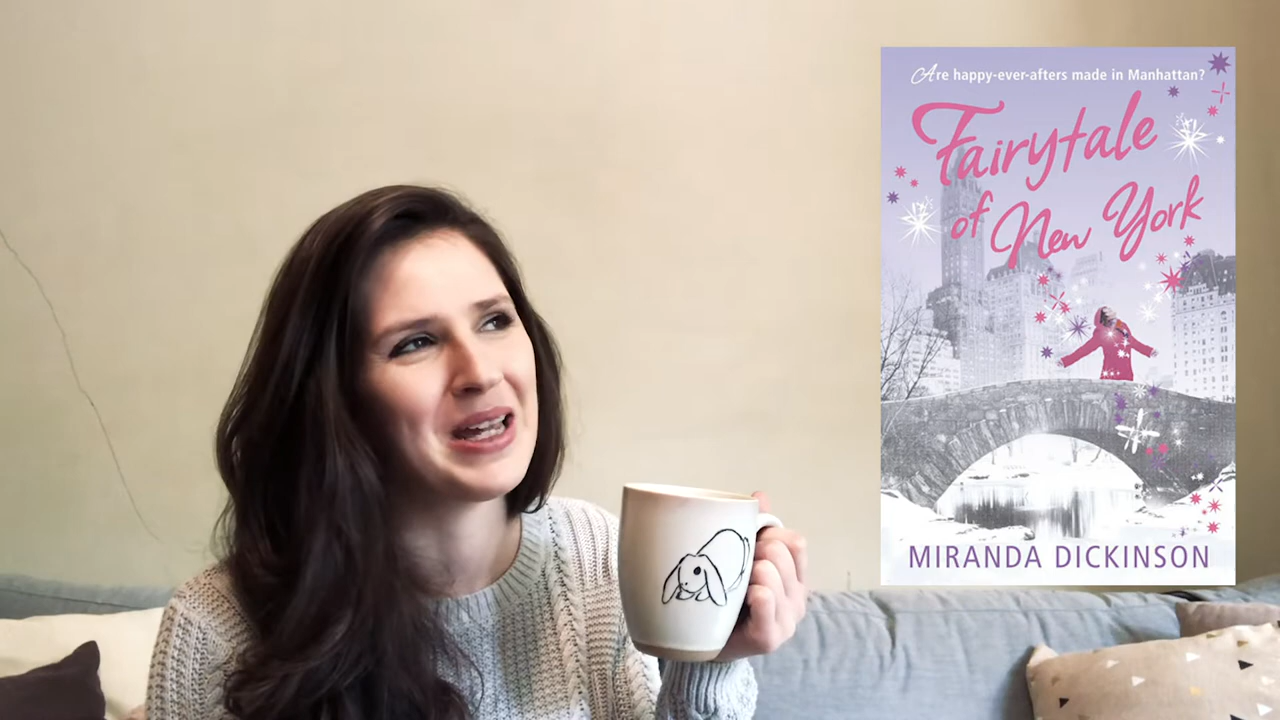 Are happy-ever-afters made in Manhattan?
Fairytale
of New York
MIRANDA DICKINSON